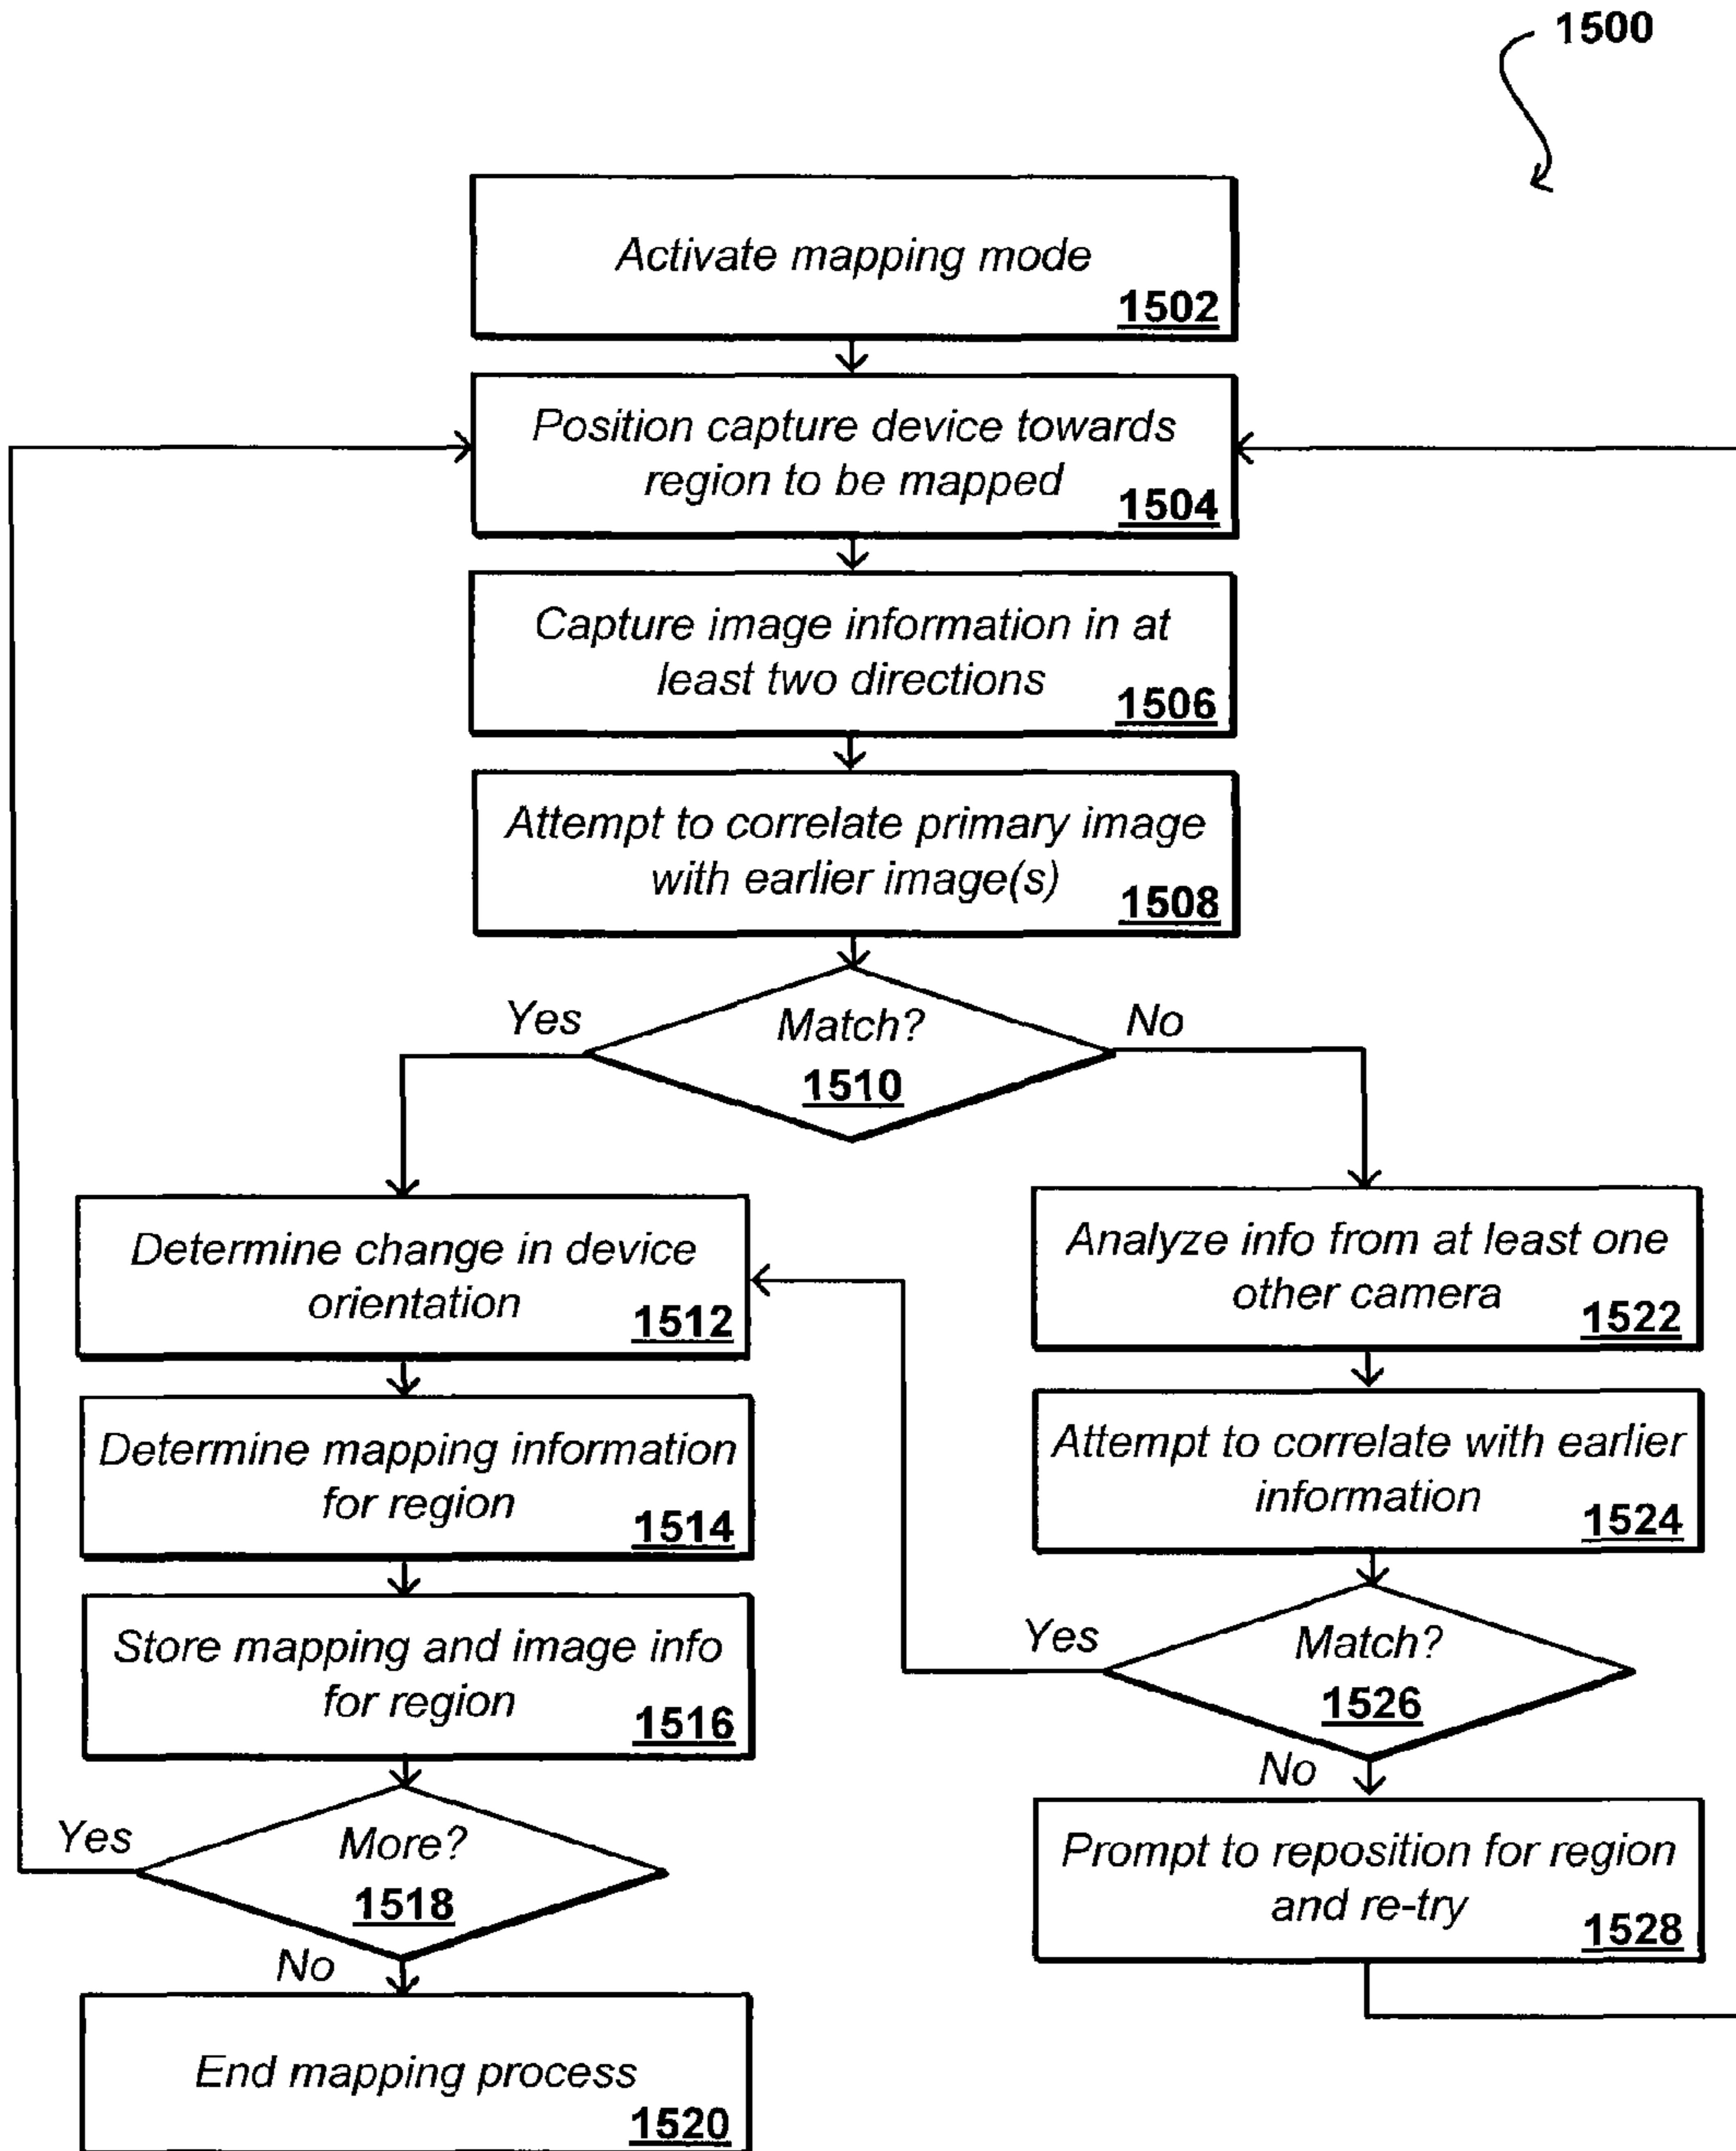 1500
Activate mapping mode
1502
Position capture device towards
region to be mapped
1504
Capture image information in at
least two directions
1506
Attempt to correlate primary image
with earlier image(s)
1508
Yes
Match?
1510
No
Determine change in device
orientation
1512
Determine mapping information
for region
1514
Store mapping and image info
for region
1516
Yes
More?
1518
No
End mapping process
1520
Analyze info from at least one
other camera
1522
Attempt to correlate with earlier
information
1524
Yes
Match?
1526
No
Prompt to reposition for region
and re-try
1528